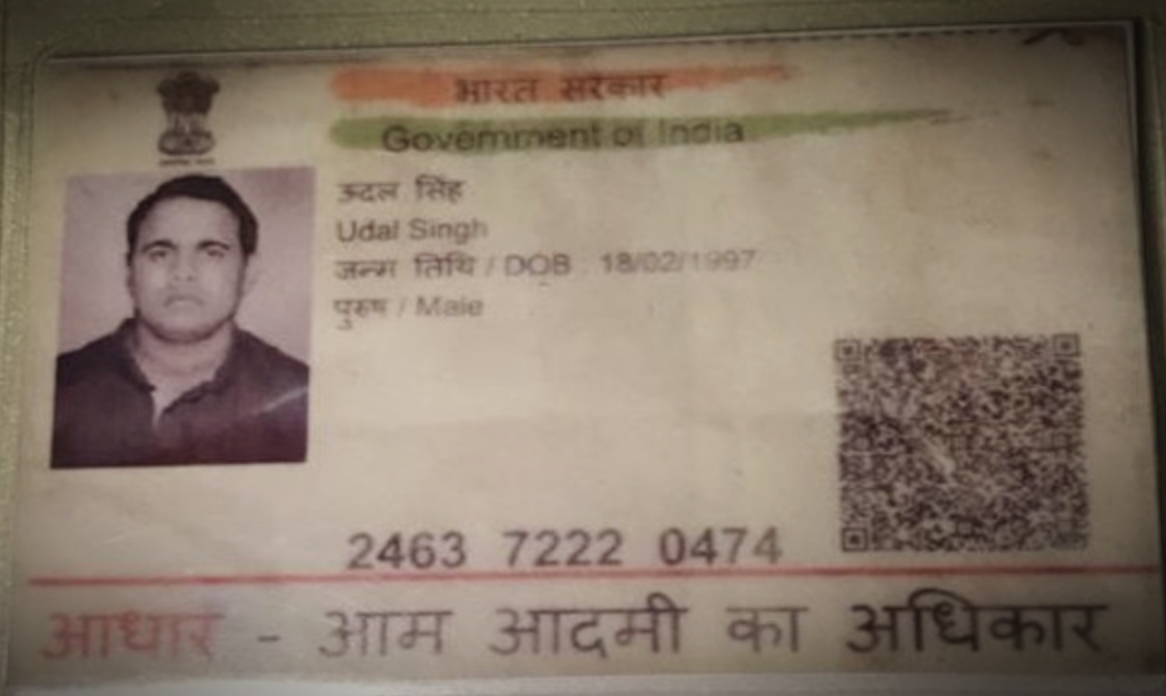 भारत सरकार
Government of India
ऊदल सिंह
Udal Singh
जन्म तिथि / DOB : 18/02/1997
पुरुष / Male
2463 7222 0474
आधार - आम आदमी का अधिकार